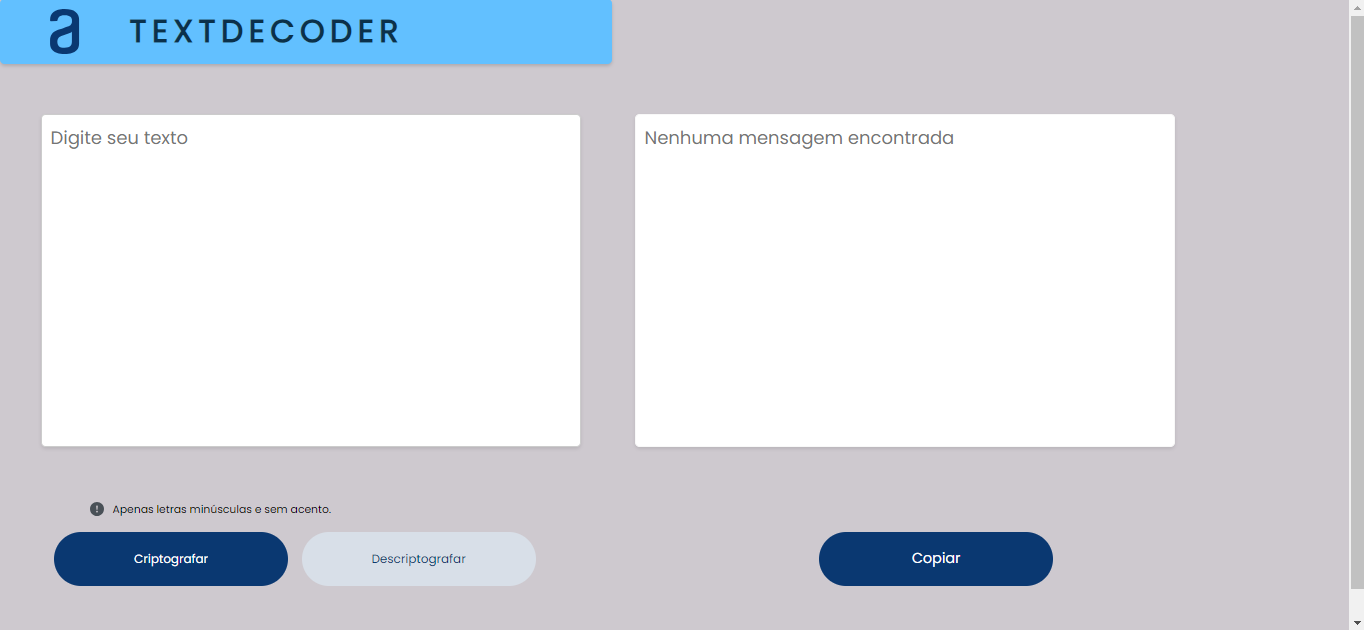 a TEXTDECODER
Digite seu texto
Nenhuma mensagem encontrada
Apenas letras minúsculas e sem acento.
Criptografar
Descriptografar
Copiar